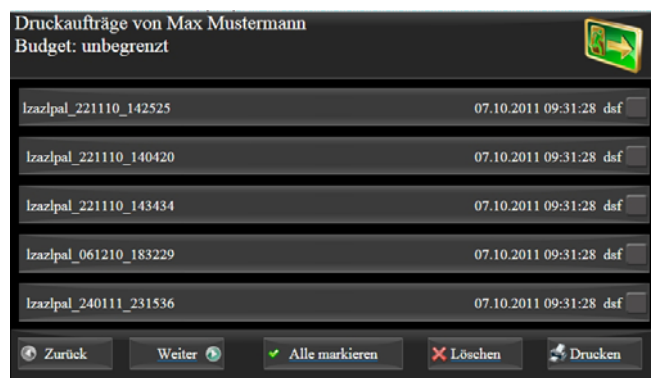 Druckaufträge von Max Mustermann
Budget: unbegrenzt
lzazlpal_221110_142525 07.10.2011 09:31:28 dsf
lzazlpal_221110_140420 07.10.2011 09:31:28 dsf
lzazlpal_221110_143434 07.10.2011 09:31:28 dsf
lzazlpal_061210_183229 07.10.2011 09:31:28 dsf
lzazlpal_240111_231536 07.10.2011 09:31:28 dsf
Zurück Weiter Alle markieren Löschen Drucken